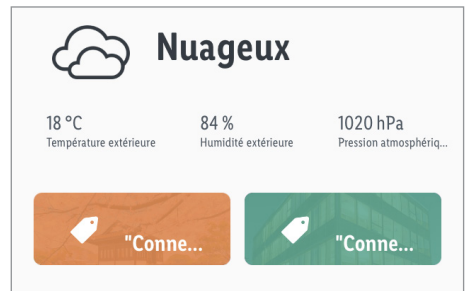 Nuageux
18 °C 84 % 1020 hPa
Température extérieure Humidité extérieure Pression atmosphériq...
"Conne... "Conne...